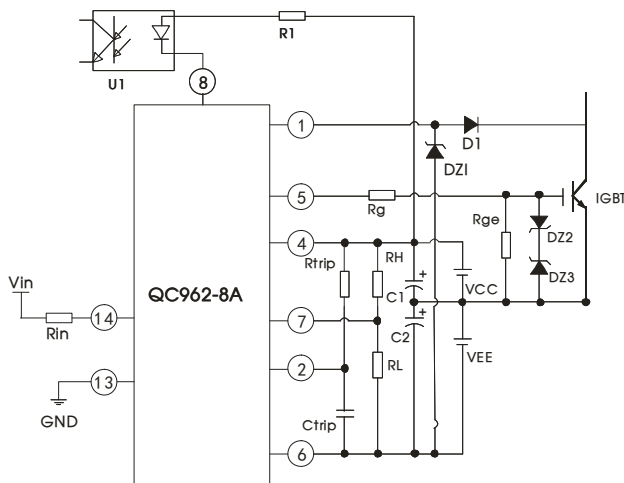 R1
U1
8
1
D1
DZ1
5
Rg
Rge
IGBT
DZ2
DZ3
4
Rtrip
RH
C1
+
VCC
Vin
QC962-8A
14
Rin
7
C2
+
VEE
2
RL
13
GND
Ctrip
6